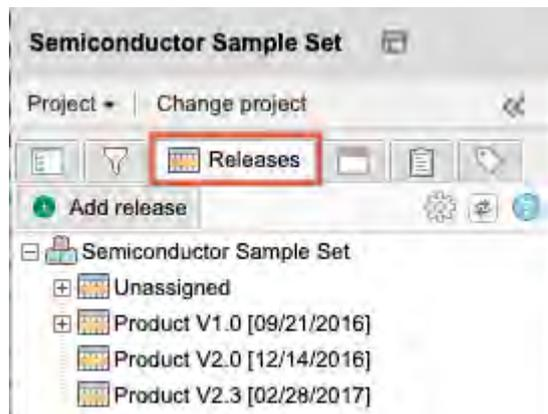 Semiconductor Sample Set
Project Change project
Releases
Add release
Semiconductor Sample Set
Unassigned
Product V1.0 [09/21/2016]
Product V2.0 [12/14/2016]
Product V2.3 [02/28/2017]